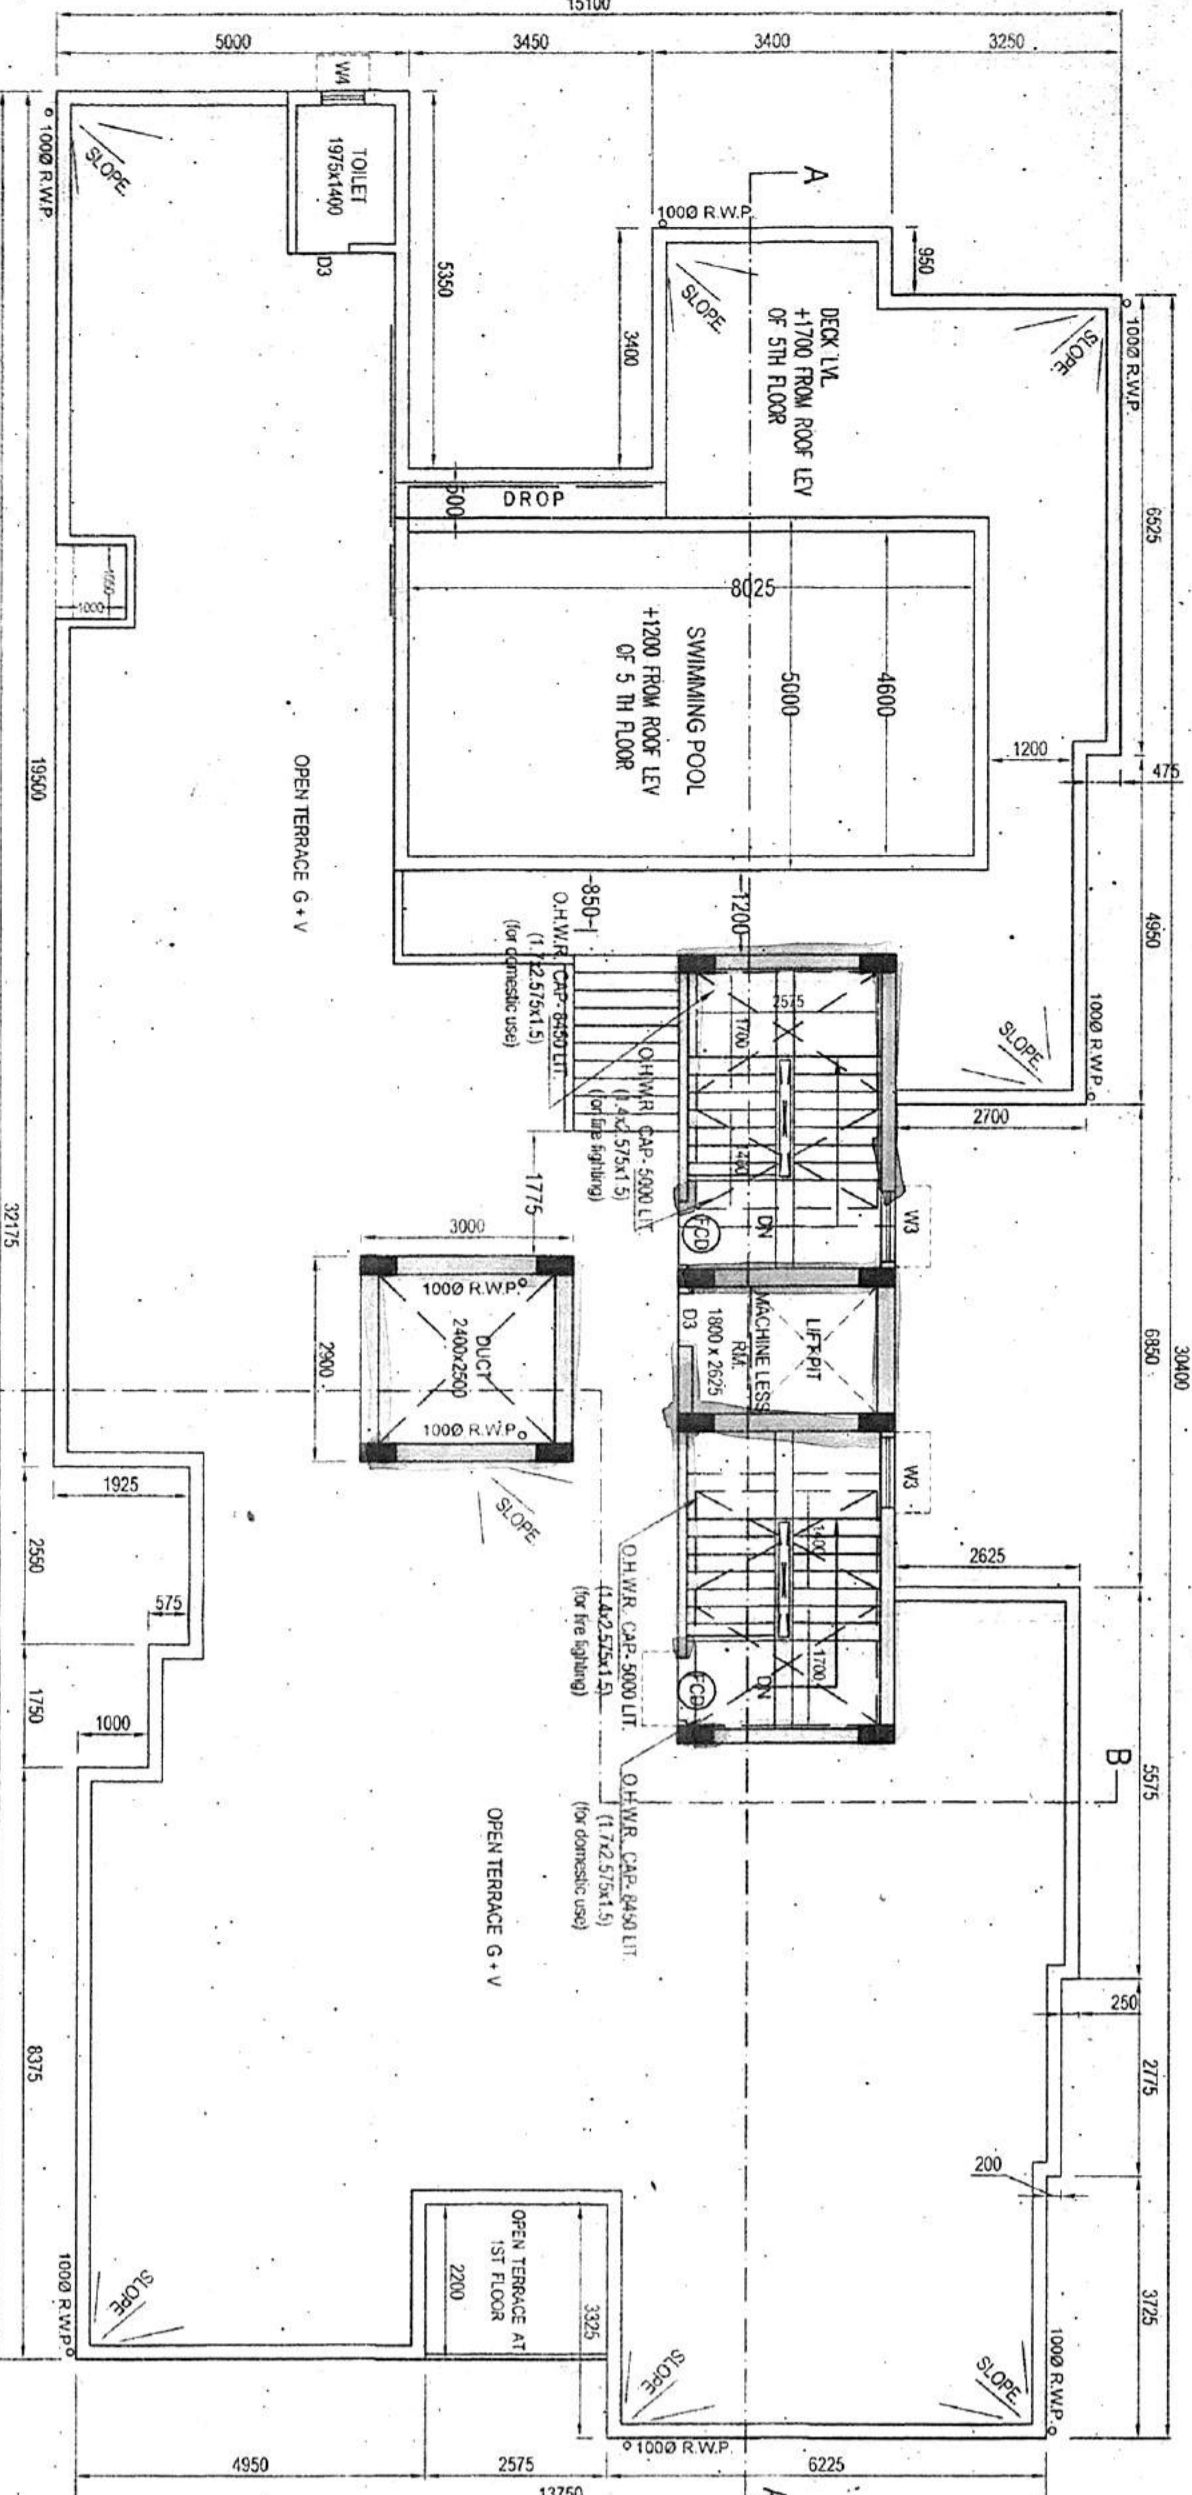 15100
5000
3450
3400
3250
W4
TOILET
1975x1400
D3
SLOPE.
1000 R.W.P.
5350
3400
950
A
1000 R.W.P.
SLOPE.
DECK LVL
+1700 FROM ROOF LEV
OF 5TH FLOOR
SLOPE.
1000 R.W.P.
6525
500
DROP
8025
5000
4600
SWIMMING POOL
+1200 FROM ROOF LEV
OF 5 TH FLOOR
1200
475
1000
1000
OPEN TERRACE G + V
19500
32175
30400
4950
850
1200
O.H.W.R. CAP- 8450 LIT.
(1.7x2.575x1.5)
(for domestic use)
O.H.W.R. CAP- 5000 LIT.
(1.4x2.575x1.5)
(for fire fighting)
2575
1700
1400
SLOPE.
1000 R.W.P.
2700
1775
FCD
DN
W3
3000
1000 R.W.P.
DUCT
2400x2500
1000 R.W.P.
2900
D3
MACHINE LESS
RM.
1800 x 2625
LIFT PIT
6850
W3
SLOPE.
1925
2550
575
1750
1000
1400
1700
2625
O.H.W.R. CAP- 5000 LIT.
(1.4x2.575x1.5)
(for fire fighting)
FCD
DN
B
5575
O.H.W.R. CAP- 8450 LIT.
(1.7x2.575x1.5)
(for domestic use)
OPEN TERRACE G + V
8375
250
2775
200
3725
OPEN TERRACE AT
1ST FLOOR
2200
3325
SLOPE
1000 R.W.P.
SLOPE
SLOPE.
1000 R.W.P.
1000 R.W.P.
4950
2575
6225
13750
A